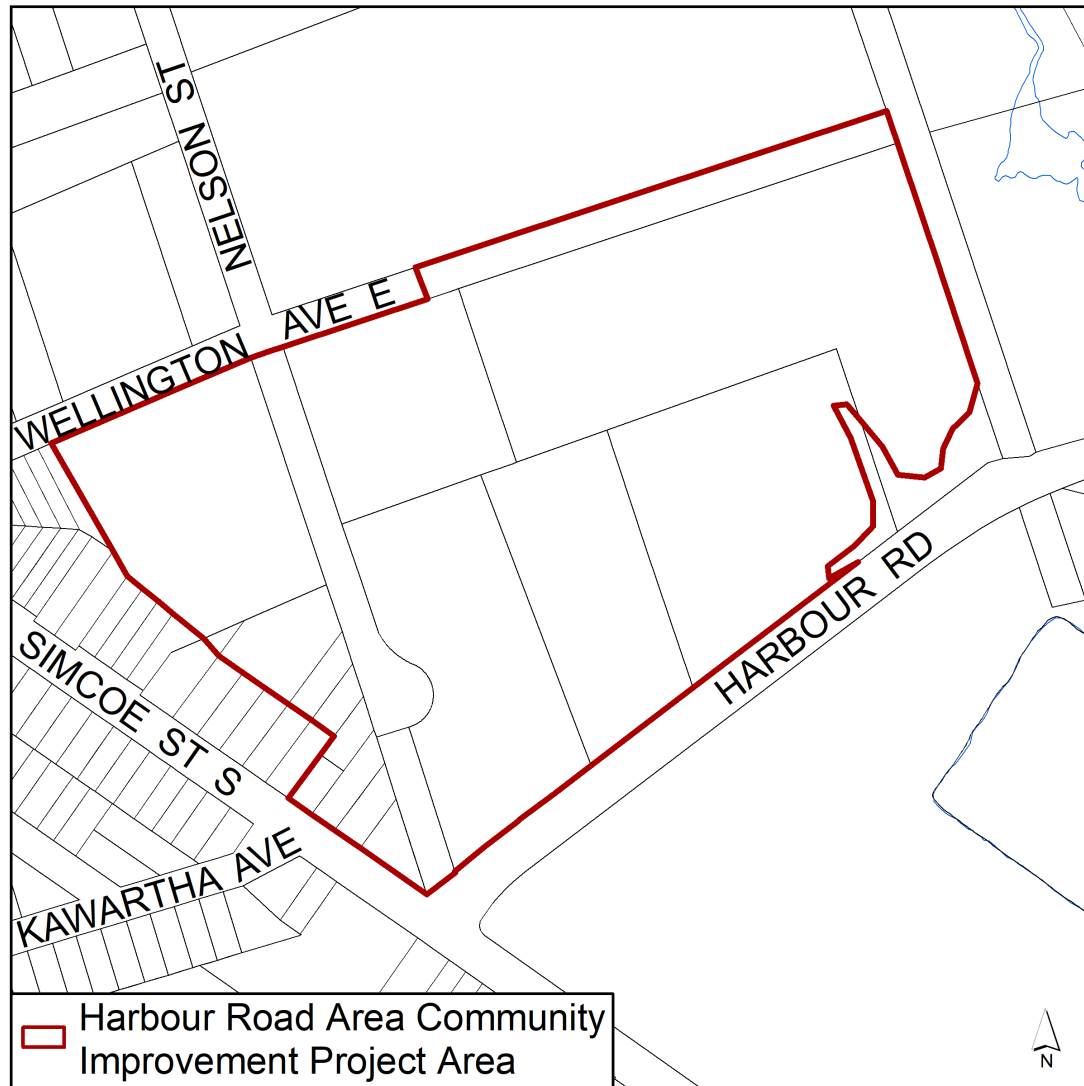 NELSON ST
WELLINGTON AVE E
SIMCOE ST S
HARBOUR RD
KAWARTHA AVE
Harbour Road Area Community
Improvement Project Area
N